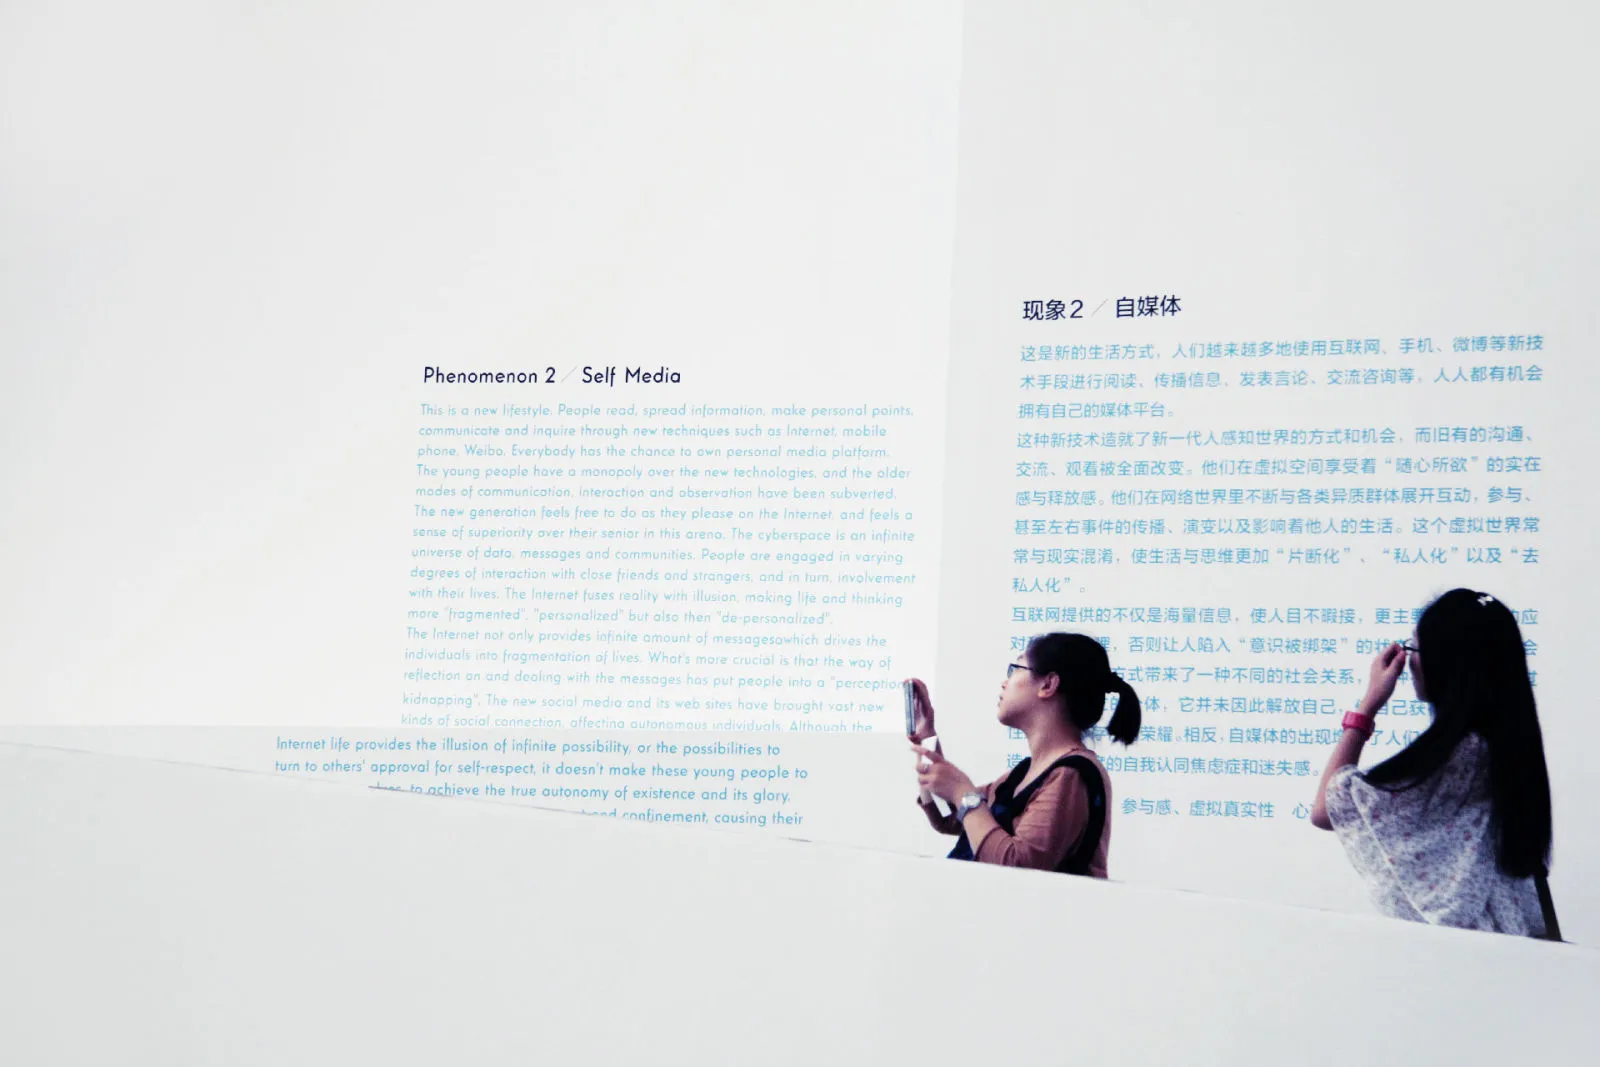 Phenomenon 2 / Self Media
This is a new lifestyle. People read, spread information, make personal points,
communicate and inquire through new techniques such as Internet, mobile
phone, Weibo. Everybody has the chance to own personal media platform.
The young people have a monopoly over the new technologies, and the older
modes of communication, interaction and observation have been subverted.
The new generation feels free to do as they please on the Internet, and feels a
sense of superiority over their senior in this arena. The cyberspace is an infinite
universe of data, messages and communities. People are engaged in varying
degrees of interaction with close friends and strangers, and in turn, involvement
with their lives. The Internet fuses reality with illusion, making life and thinking
more "fragmented", "personalized" but also then "de-personalized".
The Internet not only provides infinite amount of messagesowhich drives the
individuals into fragmentation of lives. What's more crucial is that the way of
reflection on and dealing with the messages has put people into a "perception
kidnapping". The new social media and its web sites have brought vast new
kinds of social connection, affecting autonomous individuals. Although the
Internet life provides the illusion of infinite possibility, or the possibilities to
turn to others' approval for self-respect, it doesn't make these young people to
to achieve the true autonomy of existence and its glory.
and confinement, causing their
现象2 / 自媒体
这是新的生活方式，人们越来越多地使用互联网、手机、微博等新技
术手段进行阅读、传播信息，发表言论、交流咨询等，人人都有机会
拥有自己的媒体平台。
这种新技术造就了新一代人感知世界的方式和机会，而旧有的沟通、
交流、观看被全面改变。他们在虚拟空间享受着“随心所欲”的实在
感与释放感。他们在网络世界里不断与各类异质群体展开互动，参与、
甚至左右事件的传播、演变以及影响着他人的生活。这个虚拟世界常
常与现实混淆，使生活与思维更加“片断化”、“私人化”以及“去
私人化”。
互联网提供的不仅是海量信息，使人目不暇接，更主要 应
对 理，否则让人陷入“意识被绑架”的状 会
方式带来了一种不同的社会关系，
个体，它并未因此解放自己， 自己获
荣耀。相反，自媒体的出现增 了人们
造 的自我认同焦虑症和迷失感。
参与感、虚拟真实性 心